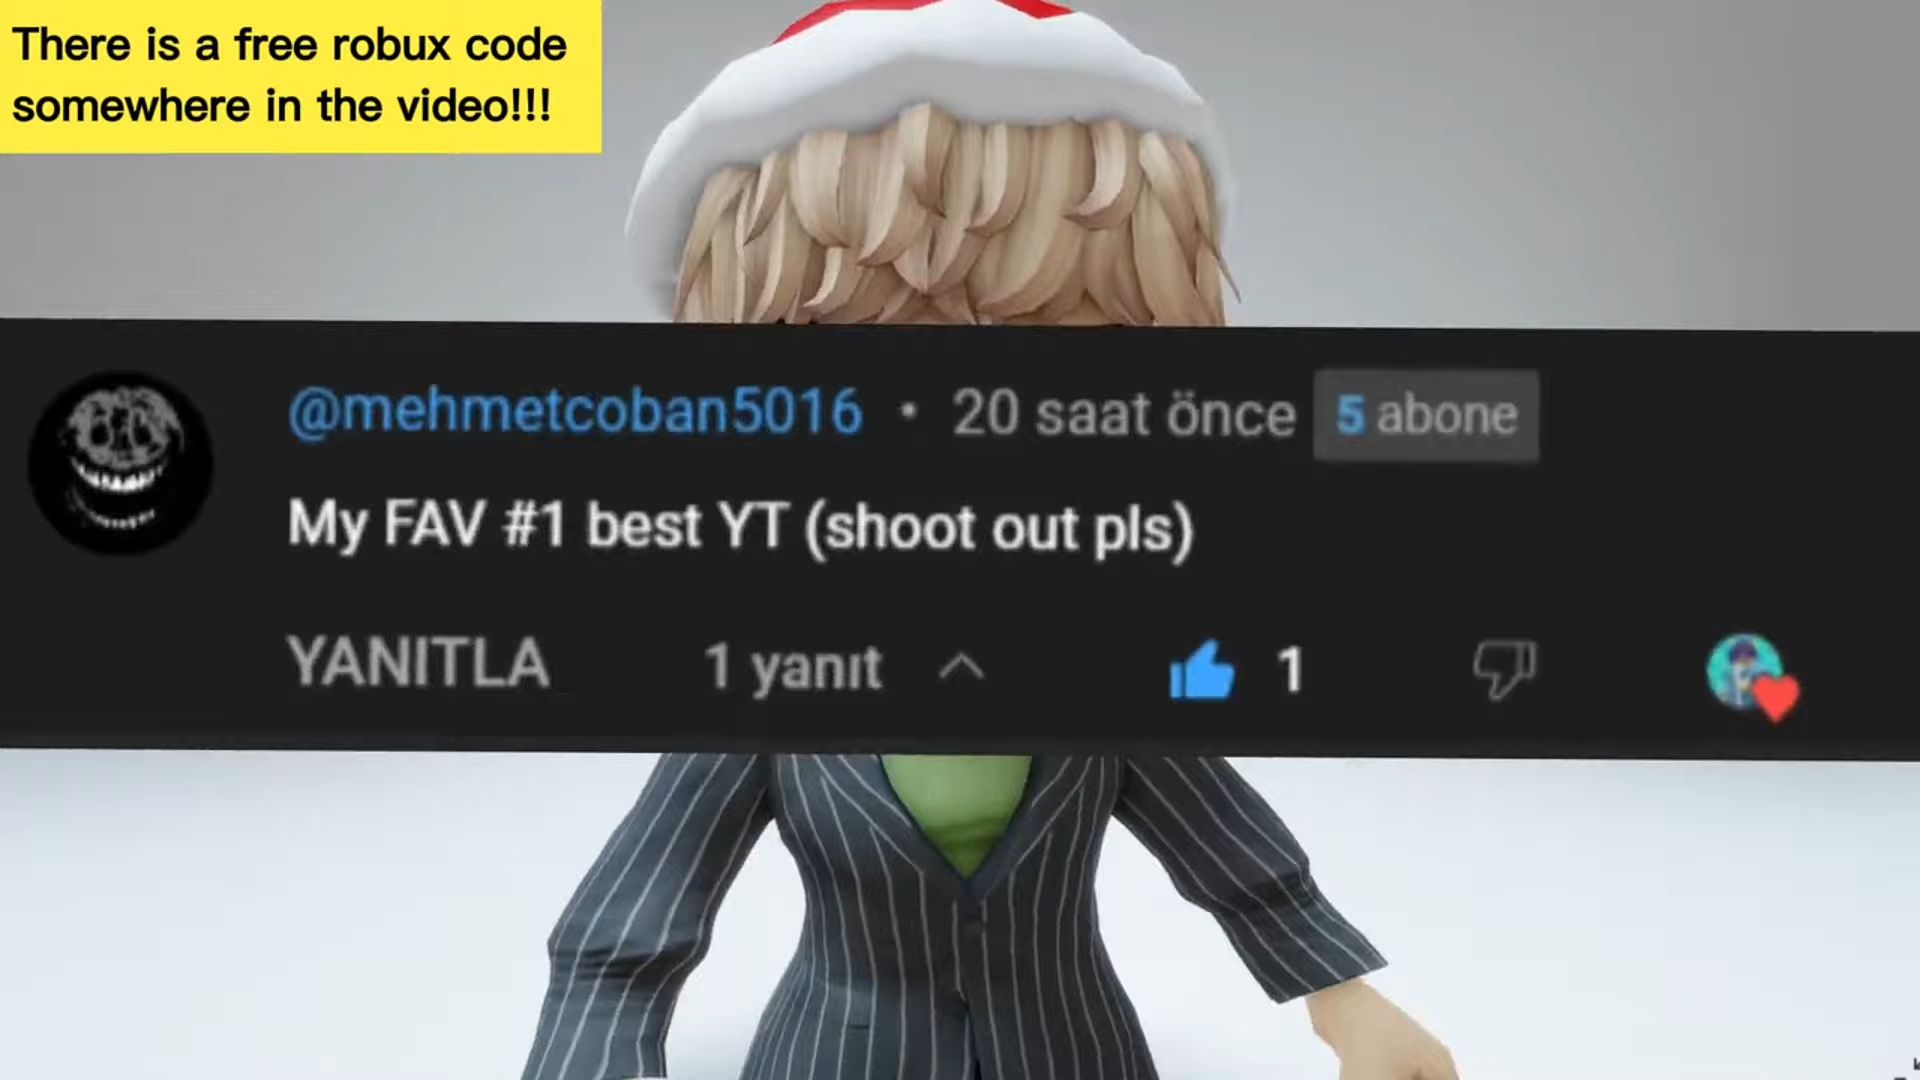 There is a free robux code
somewhere in the video!!!
@mehmetcoban5016 • 20 saat önce 5 abone
My FAV #1 best YT (shoot out pls)
YANITLA 1 yanıt 1